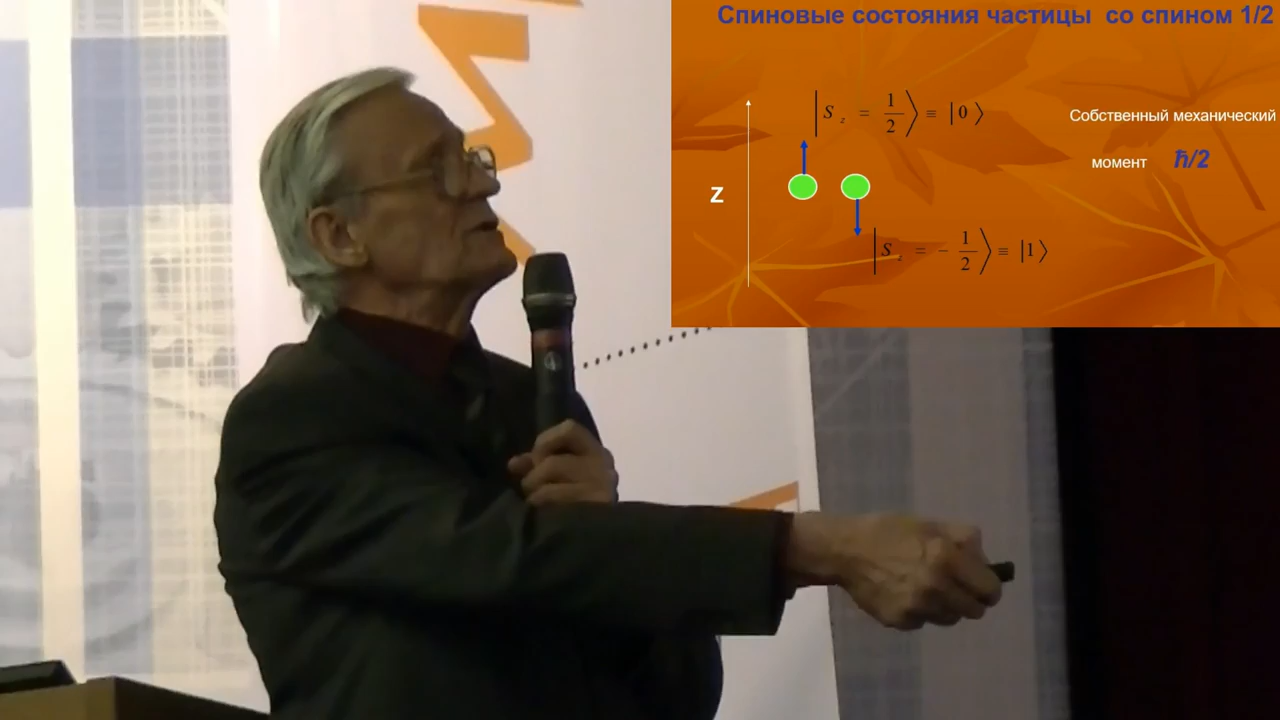 Спиновые состояния частицы со спином 1/2
|S_z = 1/2⟩ ≡ |0⟩
Собственный механический
момент ħ/2
Z
|S_z = - 1/2⟩ ≡ |1⟩